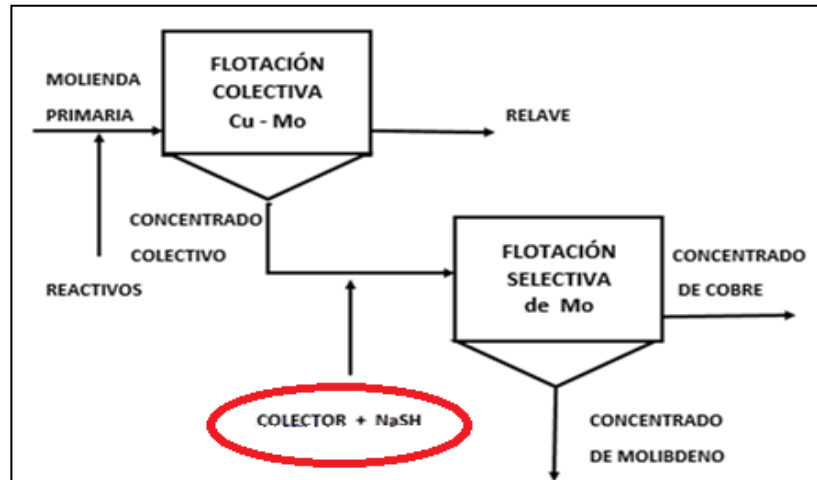 FLOTACIÓN
COLECTIVA
Cu - Mo
MOLIENDA
PRIMARIA
RELAVE
CONCENTRADO
COLECTIVO
REACTIVOS
FLOTACIÓN
SELECTIVA
de Mo
CONCENTRADO
DE COBRE
COLECTOR + NaSH
CONCENTRADO
DE MOLIBDENO